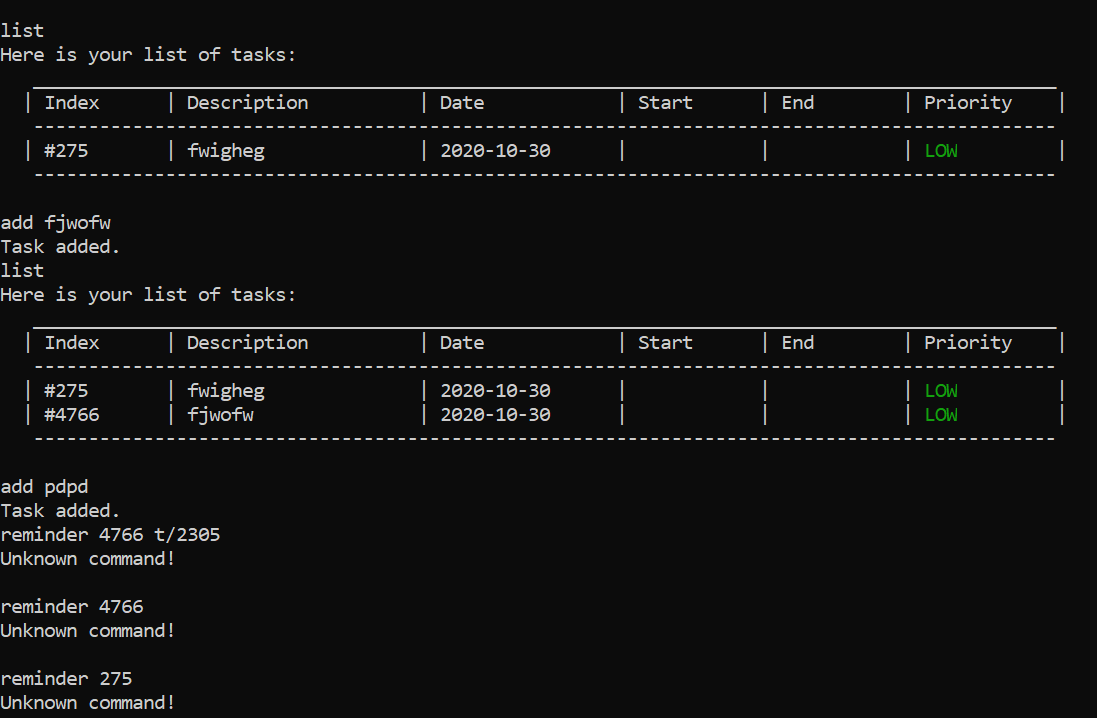 list
Here is your list of tasks:
| Index | Description | Date | Start | End | Priority |
| #275 | fwigheg | 2020-10-30 | | | LOW |
add fjwofw
Task added.
list
Here is your list of tasks:
| Index | Description | Date | Start | End | Priority |
| #275 | fwigheg | 2020-10-30 | | | LOW |
| #4766 | fjwofw | 2020-10-30 | | | LOW |
add pdpd
Task added.
reminder 4766 t/2305
Unknown command!
reminder 4766
Unknown command!
reminder 275
Unknown command!